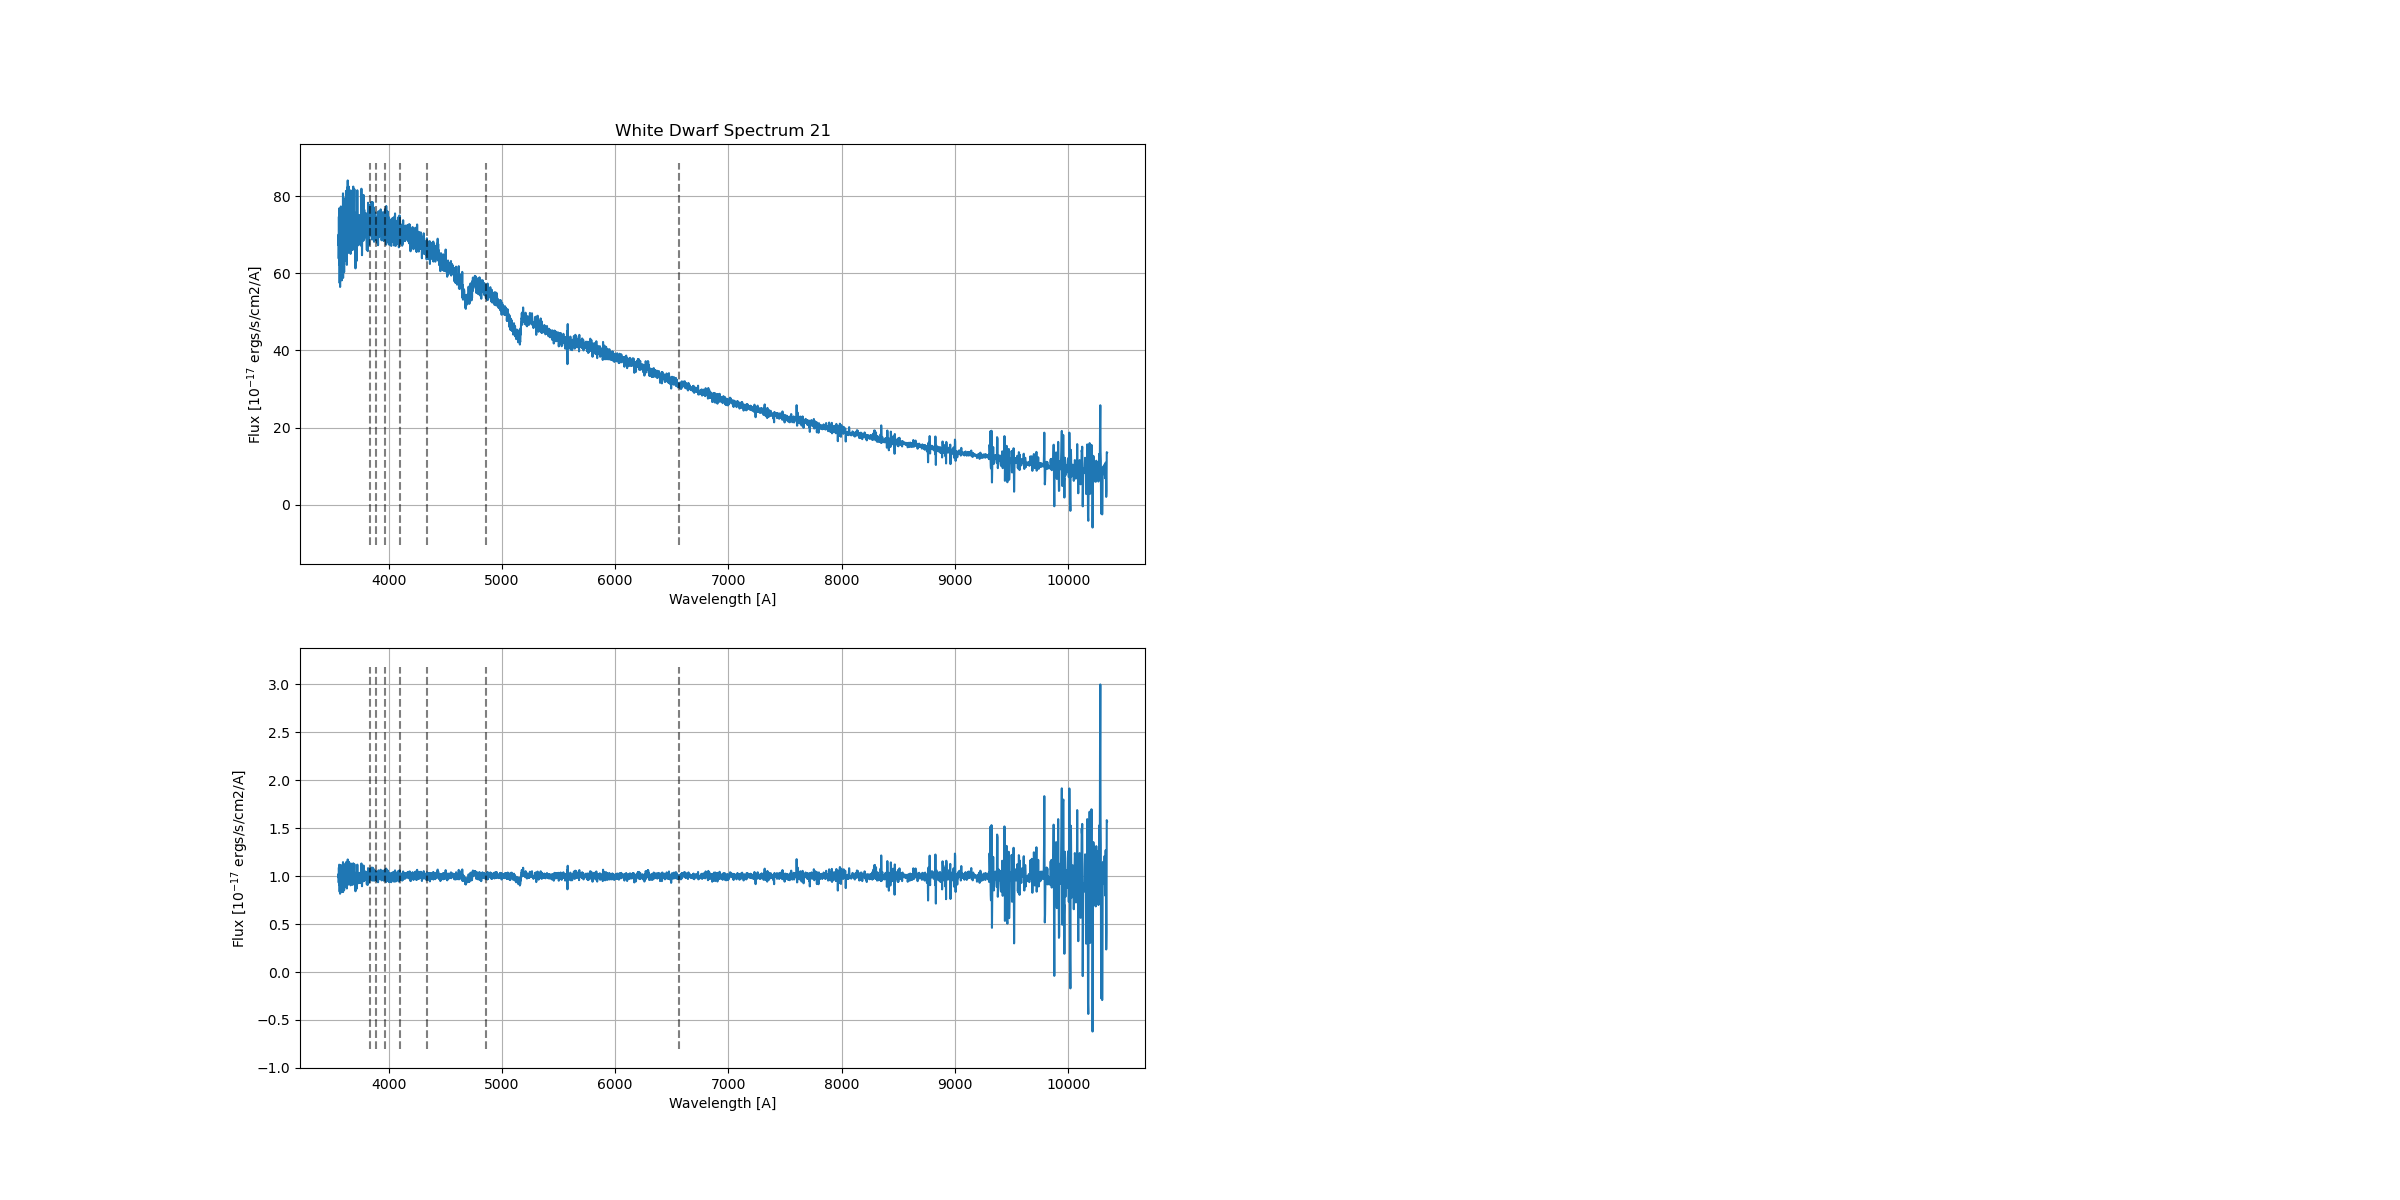 White Dwarf Spectrum 21
Flux [10⁻¹⁷ ergs/s/cm2/A]
80
60
40
20
0
4000 5000 6000 7000 8000 9000 10000
Wavelength [A]
Flux [10⁻¹⁷ ergs/s/cm2/A]
3.0
2.5
2.0
1.5
1.0
0.5
0.0
−0.5
−1.0
4000 5000 6000 7000 8000 9000 10000
Wavelength [A]